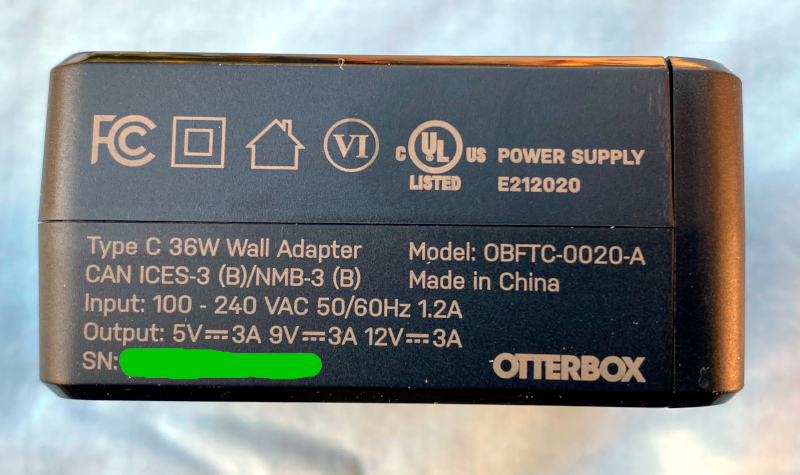 FC
VI
C UL US LISTED
POWER SUPPLY
E212020
Type C 36W Wall Adapter
Model: OBFTC-0020-A
CAN ICES-3 (B)/NMB-3 (B)
Made in China
Input: 100 - 240 VAC 50/60Hz 1.2A
Output: 5V⎓3A 9V⎓3A 12V⎓3A
SN:
OTTERBOX